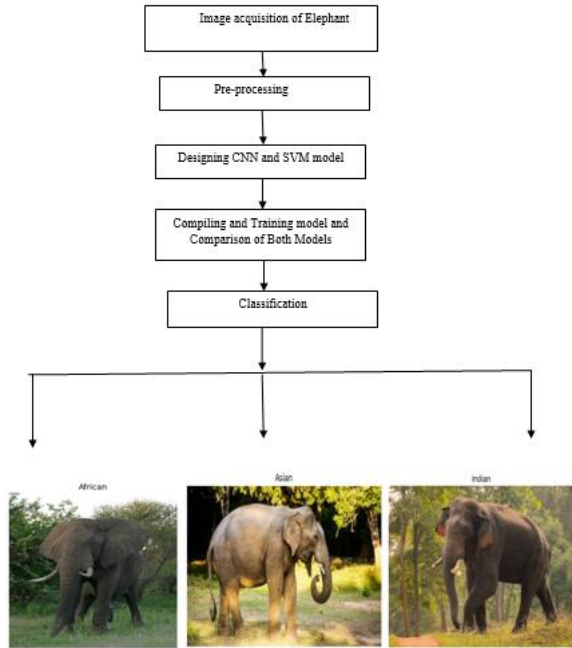 Image acquisition of Elephant
Pre-processing
Designing CNN and SVM model
Compiling and Training model and
Comparison of Both Models
Classification
African
Asian
Indian